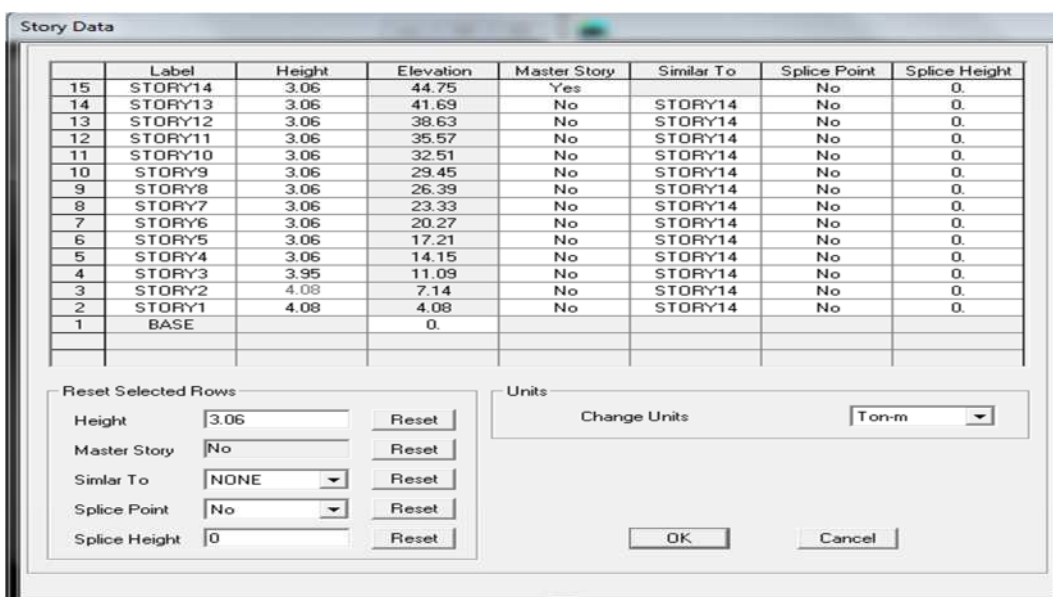 Story Data
Label Height Elevation Master Story Similar To Splice Point Splice Height
15 STORY14 3.06 44.75 Yes No 0.
14 STORY13 3.06 41.69 No STORY14 No 0.
13 STORY12 3.06 38.63 No STORY14 No 0.
12 STORY11 3.06 35.57 No STORY14 No 0.
11 STORY10 3.06 32.51 No STORY14 No 0.
10 STORY9 3.06 29.45 No STORY14 No 0.
9 STORY8 3.06 26.39 No STORY14 No 0.
8 STORY7 3.06 23.33 No STORY14 No 0.
7 STORY6 3.06 20.27 No STORY14 No 0.
6 STORY5 3.06 17.21 No STORY14 No 0.
5 STORY4 3.06 14.15 No STORY14 No 0.
4 STORY3 3.95 11.09 No STORY14 No 0.
3 STORY2 4.08 7.14 No STORY14 No 0.
2 STORY1 4.08 4.08 No STORY14 No 0.
1 BASE 0.
Reset Selected Rows
Height 3.06 Reset
Master Story No Reset
Simlar To NONE Reset
Splice Point No Reset
Splice Height 0 Reset
Units
Change Units Ton-m
OK Cancel